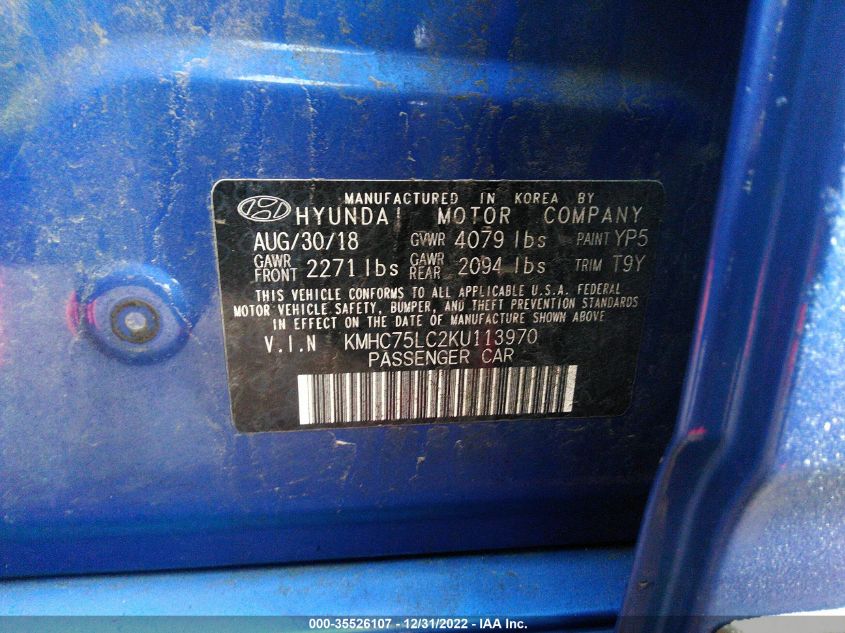 MANUFACTURED IN KOREA BY
HYUNDAI MOTOR COMPANY
AUG/30/18 GVWR 4079 lbs PAINT YP5
GAWR FRONT 2271 lbs GAWR REAR 2094 lbs TRIM T9Y
THIS VEHICLE CONFORMS TO ALL APPLICABLE U.S.A. FEDERAL
MOTOR VEHICLE SAFETY, BUMPER, AND THEFT PREVENTION STANDARDS
IN EFFECT ON THE DATE OF MANUFACTURE SHOWN ABOVE
V.I.N KMHC75LC2KU113970
PASSENGER CAR
000-35526107 - 12/31/2022 - IAA Inc.